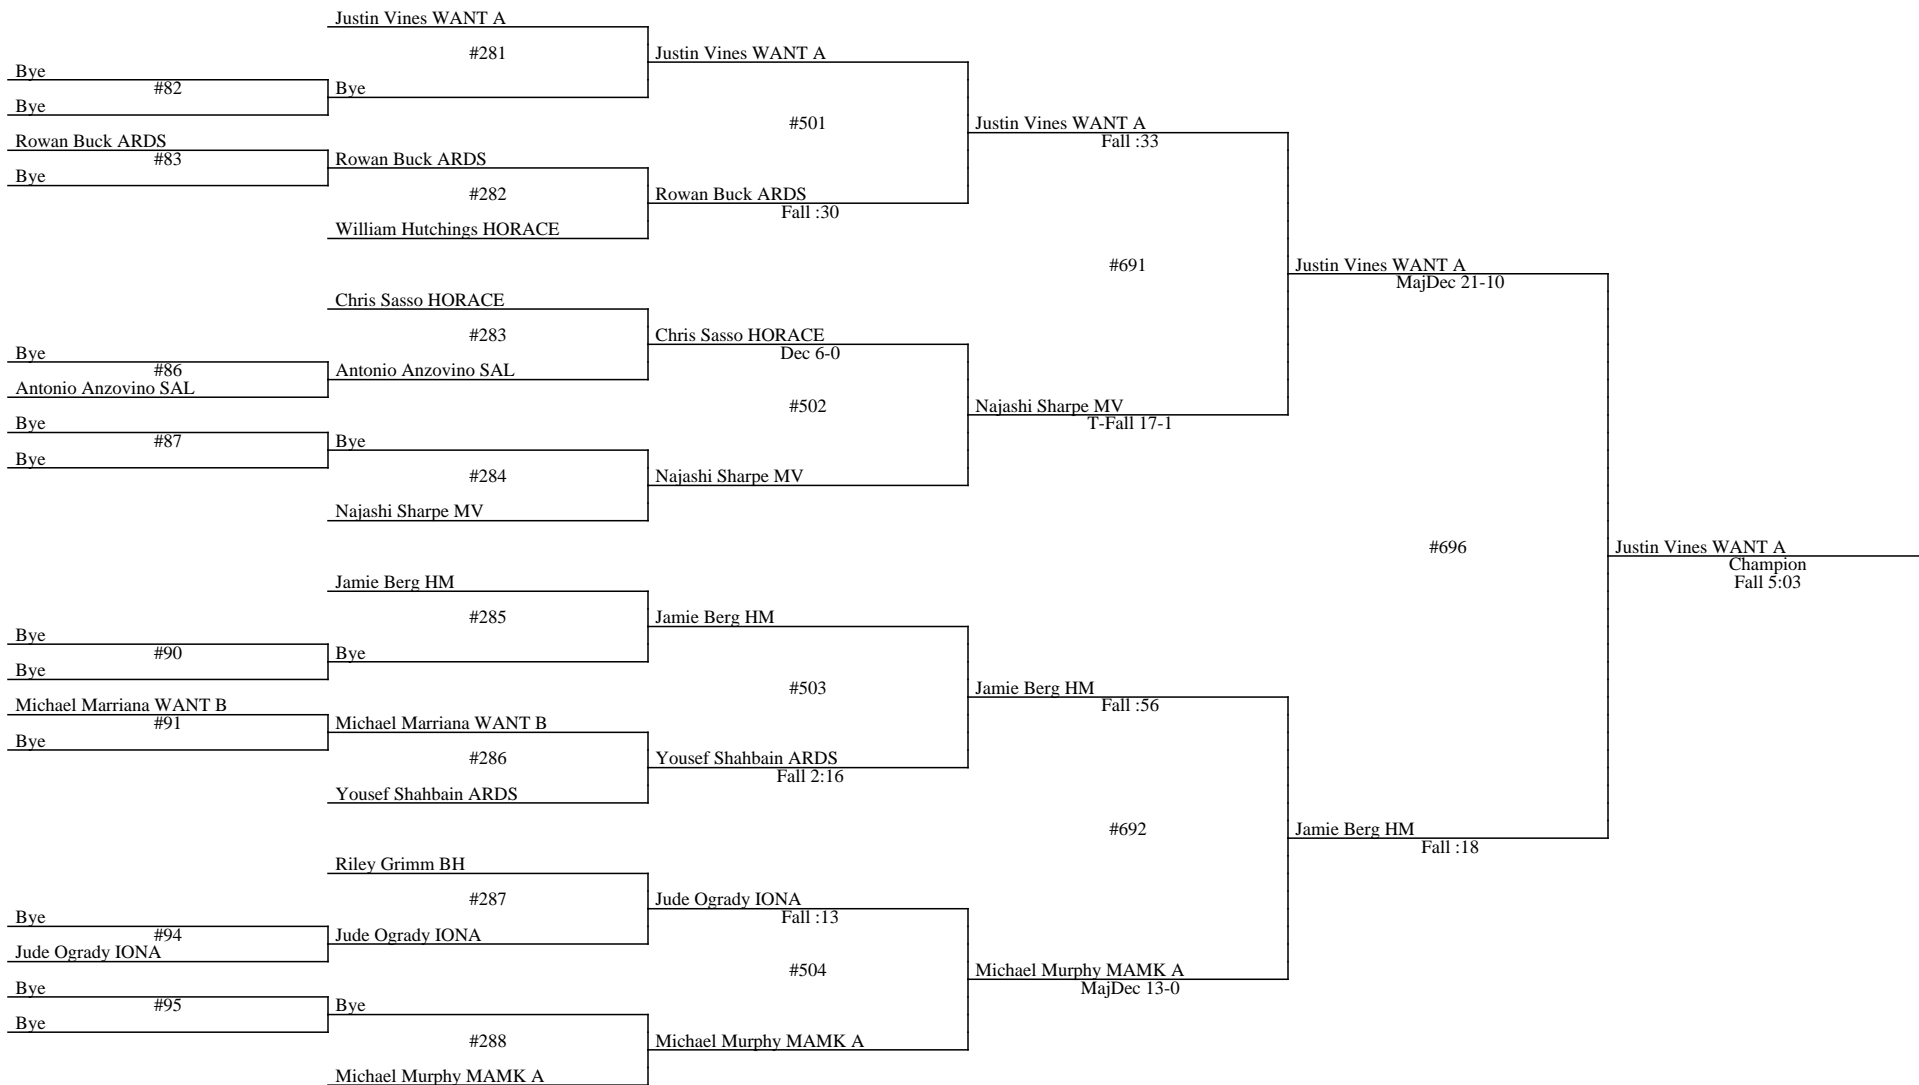 Justin Vines WANT A
#281
Justin Vines WANT A
Bye
#82
Bye
Bye
Rowan Buck ARDS
#83
Bye
Rowan Buck ARDS
#282
William Hutchings HORACE
Rowan Buck ARDS
Fall :30
#501
Justin Vines WANT A
Fall :33
#691
Justin Vines WANT A
MajDec 21-10
Chris Sasso HORACE
#283
Chris Sasso HORACE
Dec 6-0
Bye
#86
Antonio Anzovino SAL
Antonio Anzovino SAL
#502
Najashi Sharpe MV
T-Fall 17-1
Bye
#87
Bye
Bye
#284
Najashi Sharpe MV
Najashi Sharpe MV
#696
Justin Vines WANT A
Champion
Fall 5:03
Jamie Berg HM
#285
Jamie Berg HM
Bye
#90
Bye
Bye
#503
Jamie Berg HM
Fall :56
Michael Marriana WANT B
#91
Bye
Michael Marriana WANT B
#286
Yousef Shahbain ARDS
Yousef Shahbain ARDS
Fall 2:16
#692
Jamie Berg HM
Fall :18
Riley Grimm BH
#287
Jude Ogrady IONA
Fall :13
Bye
#94
Jude Ogrady IONA
Jude Ogrady IONA
#504
Michael Murphy MAMK A
MajDec 13-0
Bye
#95
Bye
Bye
#288
Michael Murphy MAMK A
Michael Murphy MAMK A